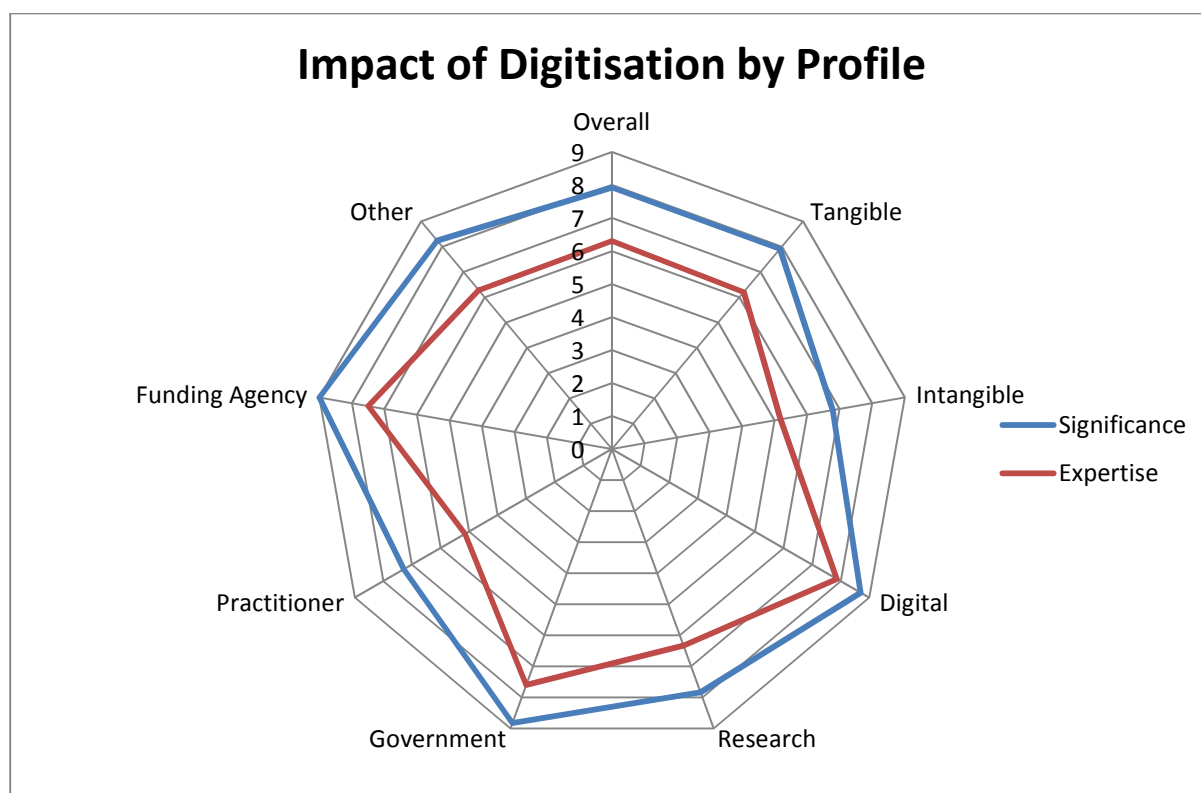 Impact of Digitisation by Profile
Overall
9
8
7
6
5
4
3
2
1
0
Tangible
Intangible
Digital
Research
Government
Practitioner
Funding Agency
Other
Significance
Expertise